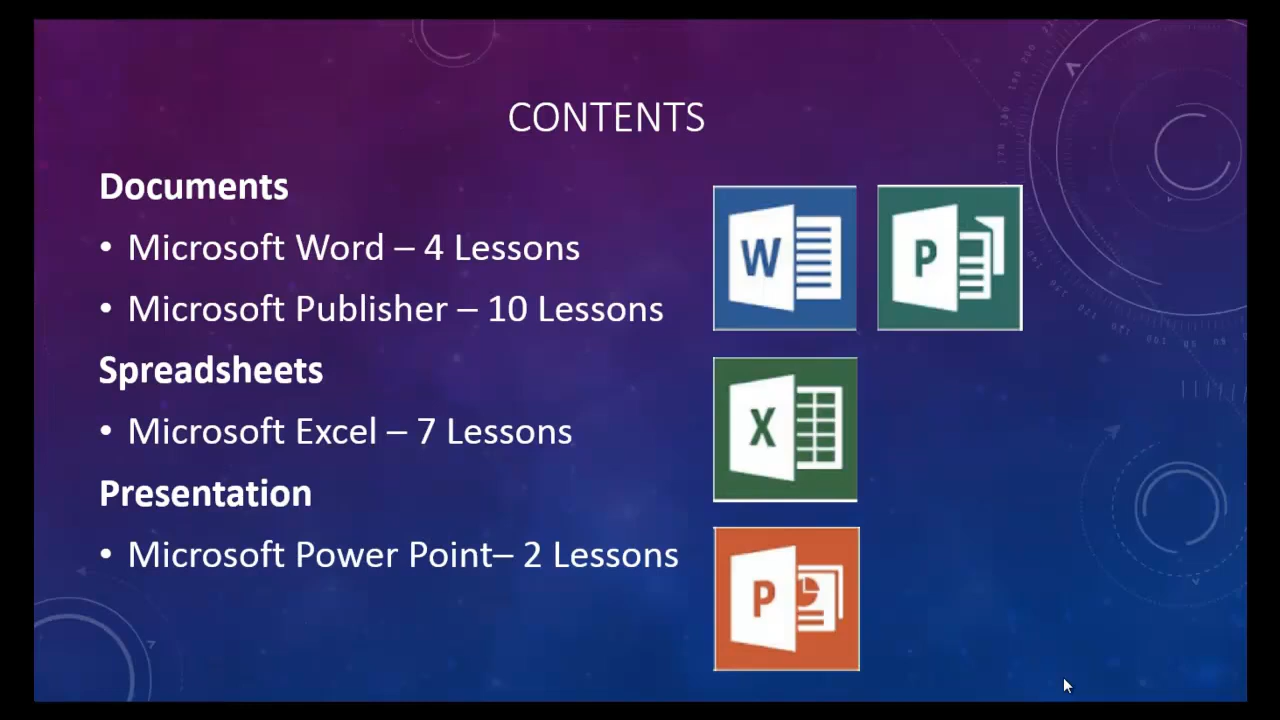 CONTENTS
Documents
• Microsoft Word – 4 Lessons
• Microsoft Publisher – 10 Lessons
Spreadsheets
• Microsoft Excel – 7 Lessons
Presentation
• Microsoft Power Point– 2 Lessons
W
P
X
P